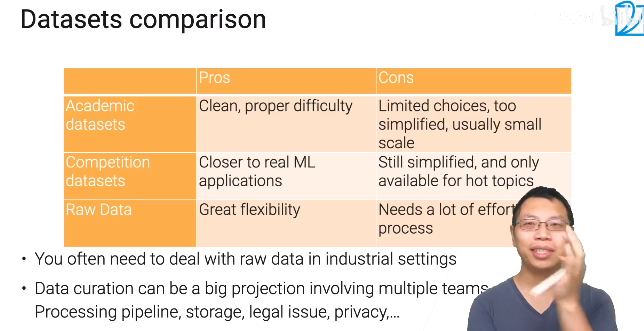 Datasets comparison
Pros
Cons
Academic datasets
Clean, proper difficulty
Limited choices, too simplified, usually small scale
Competition datasets
Closer to real ML applications
Still simplified, and only available for hot topics
Raw Data
Great flexibility
Needs a lot of effort process
• You often need to deal with raw data in industrial settings
• Data curation can be a big projection involving multiple teams
Processing pipeline, storage, legal issue, privacy,...